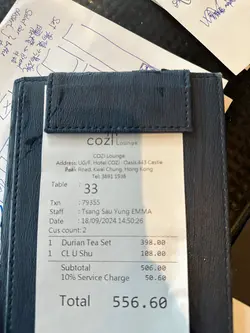 cozi Lounge
COZI Lounge
Address: UG/F, Hotel COZi · Oasis 443 Castle
Peak Road, Kwai Chung, Hong Kong
Tel: 3891 1936
Table : 33
Txn : 79355
Staff : Tsang Sau Yung EMMA
Date : 18/09/2024 14:50:26
Cus count: 2
1 Durian Tea Set 398.00
1 CL U Shu 108.00
Subtotal 506.00
10% Service Charge 50.60
Total 556.60